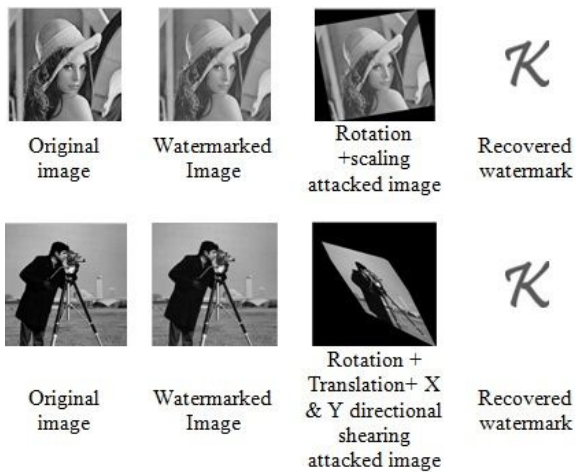 Original
image
Watermarked
Image
Rotation
+scaling
attacked image
Recovered
watermark
K
Original
image
Watermarked
Image
Rotation +
Translation+ X
& Y directional
shearing
attacked image
Recovered
watermark
K